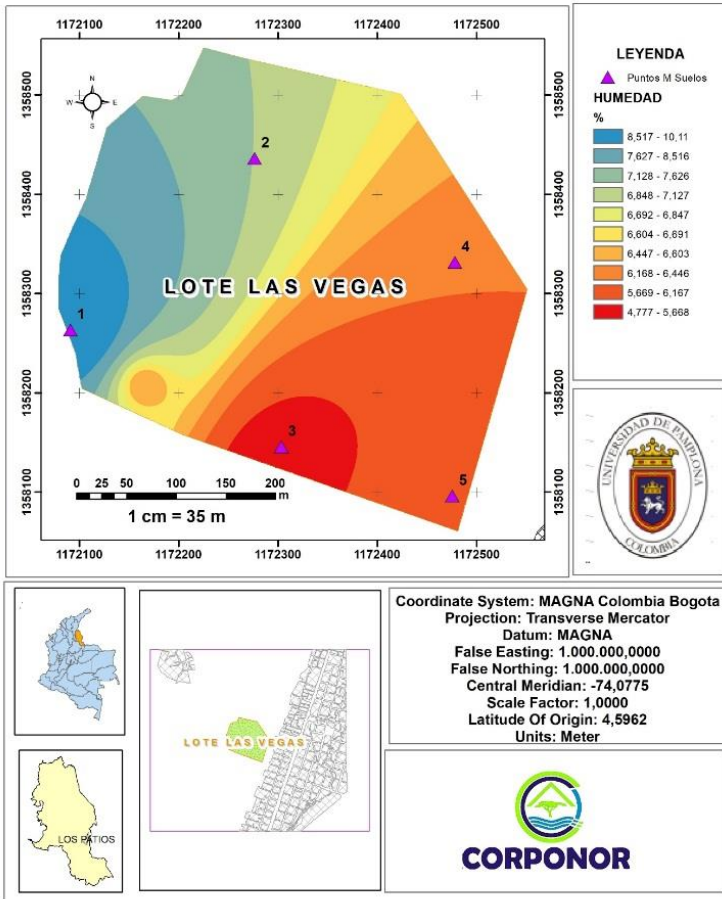 1172100 1172200 1172300 1172400 1172500
1358500
1358400
1358300
1358200
1358100
N
W E
S
2
4
LOTE LAS VEGAS
1
3
5
0 25 50 100 150 200
m
1 cm = 35 m
1172100 1172200 1172300 1172400 1172500
LEYENDA
Puntos M Suelos
HUMEDAD
%
8,517 - 10,11
7,627 - 8,516
7,128 - 7,626
6,848 - 7,127
6,692 - 6,847
6,604 - 6,691
6,447 - 6,603
6,168 - 6,446
5,669 - 6,167
4,777 - 5,668
UNIVERSIDAD DE PAMPLONA
COLOMBIA
LOS PATIOS
LOTE LAS VEGAS
Coordinate System: MAGNA Colombia Bogota
Projection: Transverse Mercator
Datum: MAGNA
False Easting: 1.000.000,0000
False Northing: 1.000.000,0000
Central Meridian: -74,0775
Scale Factor: 1,0000
Latitude Of Origin: 4,5962
Units: Meter
CORPONOR